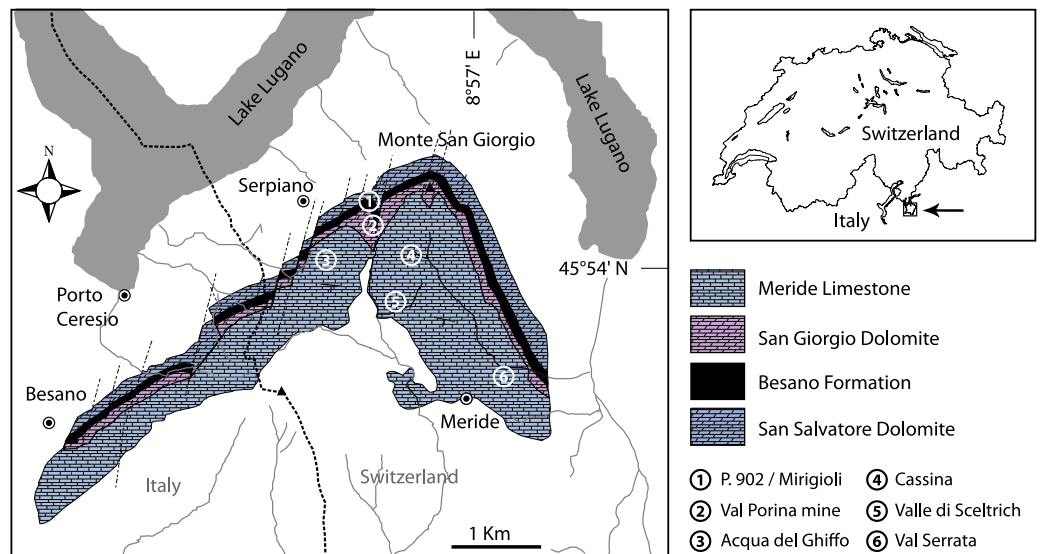 Lake Lugano
8°57' E
Lake Lugano
Monte San Giorgio
N
Serpiano
1
2
3
4
5
6
45°54' N
Porto
Ceresio
Besano
Meride
Italy
Switzerland
1 Km
Switzerland
Italy
Meride Limestone
San Giorgio Dolomite
Besano Formation
San Salvatore Dolomite
1 P. 902 / Mirigioli
2 Val Porina mine
3 Acqua del Ghiffo
4 Cassina
5 Valle di Sceltrich
6 Val Serrata